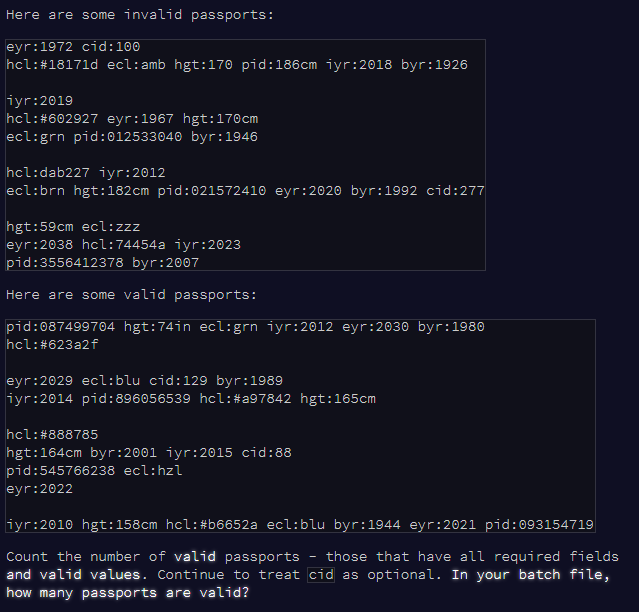 Here are some invalid passports:
eyr:1972 cid:100
hcl:#18171d ecl:amb hgt:170 pid:186cm iyr:2018 byr:1926
iyr:2019
hcl:#602927 eyr:1967 hgt:170cm
ecl:grn pid:012533040 byr:1946
hcl:dab227 iyr:2012
ecl:brn hgt:182cm pid:021572410 eyr:2020 byr:1992 cid:277
hgt:59cm ecl:zzz
eyr:2038 hcl:74454a iyr:2023
pid:3556412378 byr:2007
Here are some valid passports:
pid:087499704 hgt:74in ecl:grn iyr:2012 eyr:2030 byr:1980
hcl:#623a2f
eyr:2029 ecl:blu cid:129 byr:1989
iyr:2014 pid:896056539 hcl:#a97842 hgt:165cm
hcl:#888785
hgt:164cm byr:2001 iyr:2015 cid:88
pid:545766238 ecl:hzl
eyr:2022
iyr:2010 hgt:158cm hcl:#b6652a ecl:blu byr:1944 eyr:2021 pid:093154719
Count the number of valid passports - those that have all required fields
and valid values. Continue to treat cid as optional. In your batch file,
how many passports are valid?